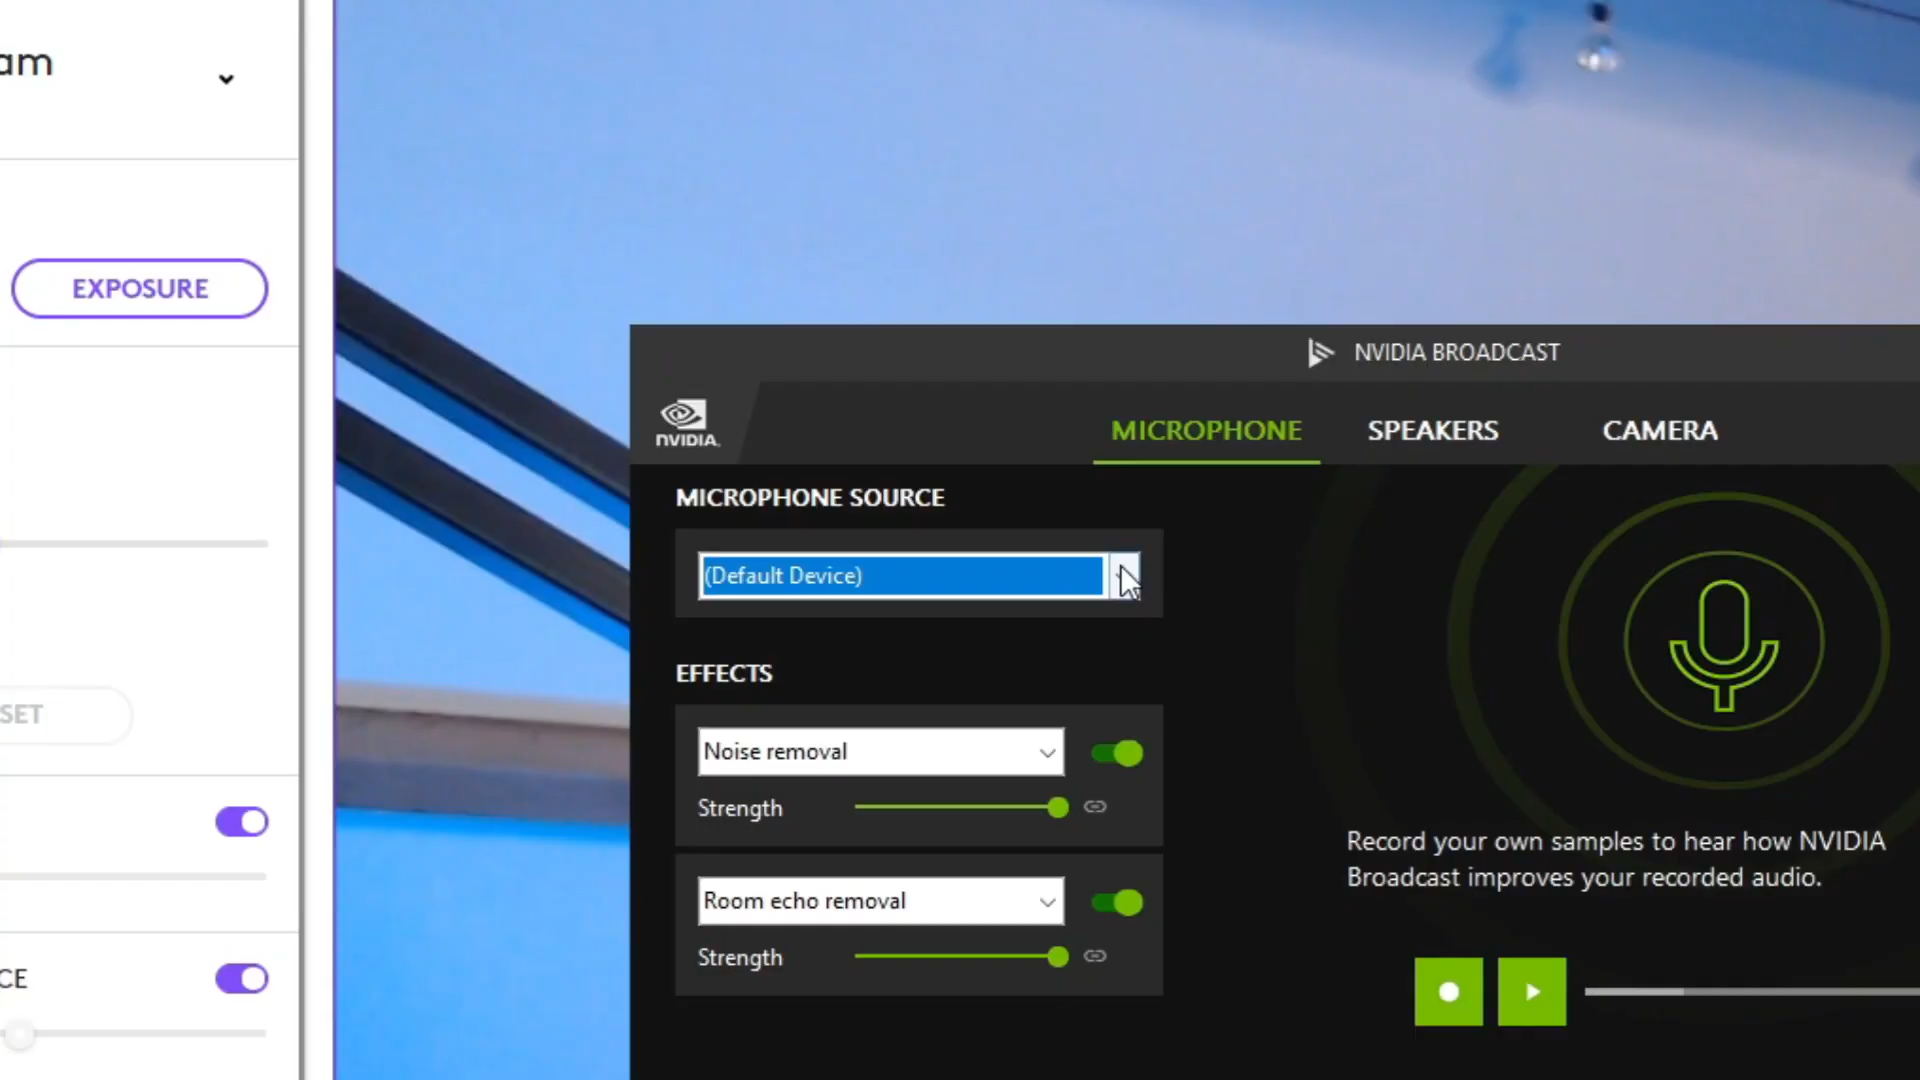 am
EXPOSURE
SET
CE
NVIDIA BROADCAST
NVIDIA.
MICROPHONE
SPEAKERS
CAMERA
MICROPHONE SOURCE
(Default Device)
EFFECTS
Noise removal
Strength
Room echo removal
Strength
Record your own samples to hear how NVIDIA
Broadcast improves your recorded audio.